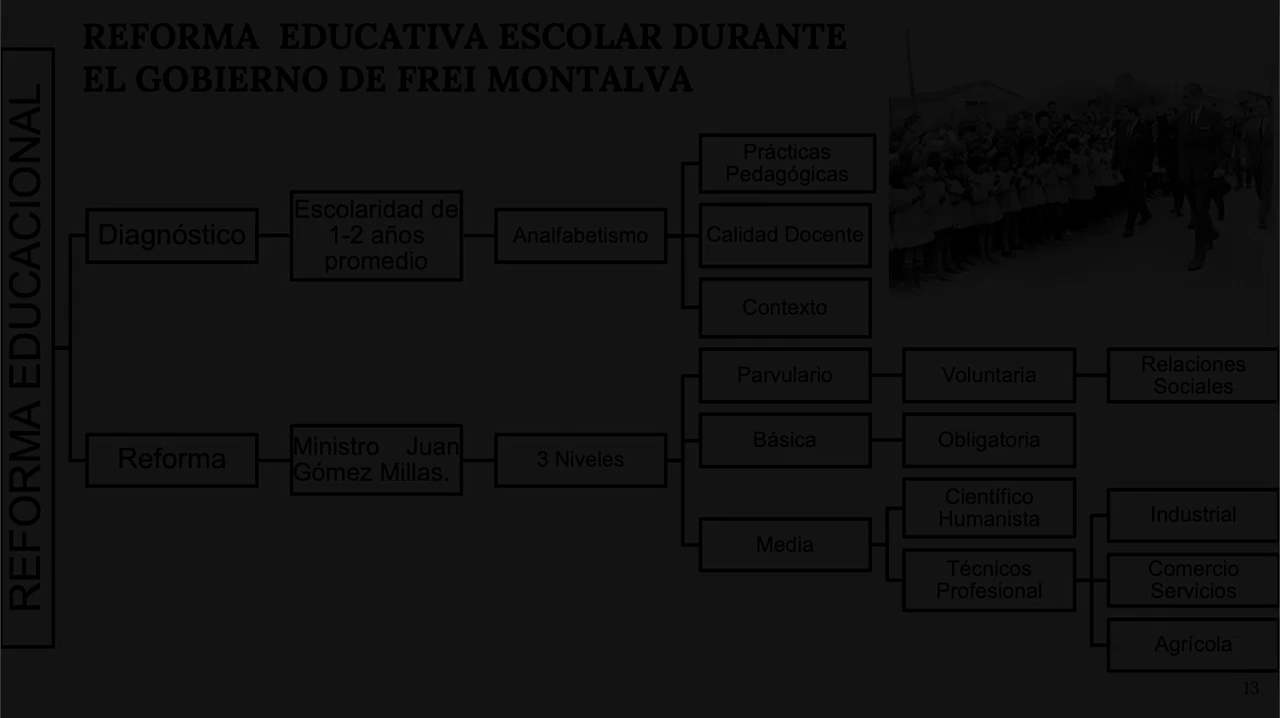 REFORMA EDUCATIVA ESCOLAR DURANTE
EL GOBIERNO DE FREI MONTALVA
REFORMA EDUCACIONAL
Diagnóstico
Escolaridad de
1-2 años
promedio
Analfabetismo
Prácticas
Pedagógicas
Calidad Docente
Contexto
Reforma
Ministro Juan
Gómez Millas.
3 Niveles
Parvulario
Voluntaria
Relaciones
Sociales
Básica
Obligatoria
Media
Científico
Humanista
Técnicos
Profesional
Industrial
Comercio
Servicios
Agrícola
13